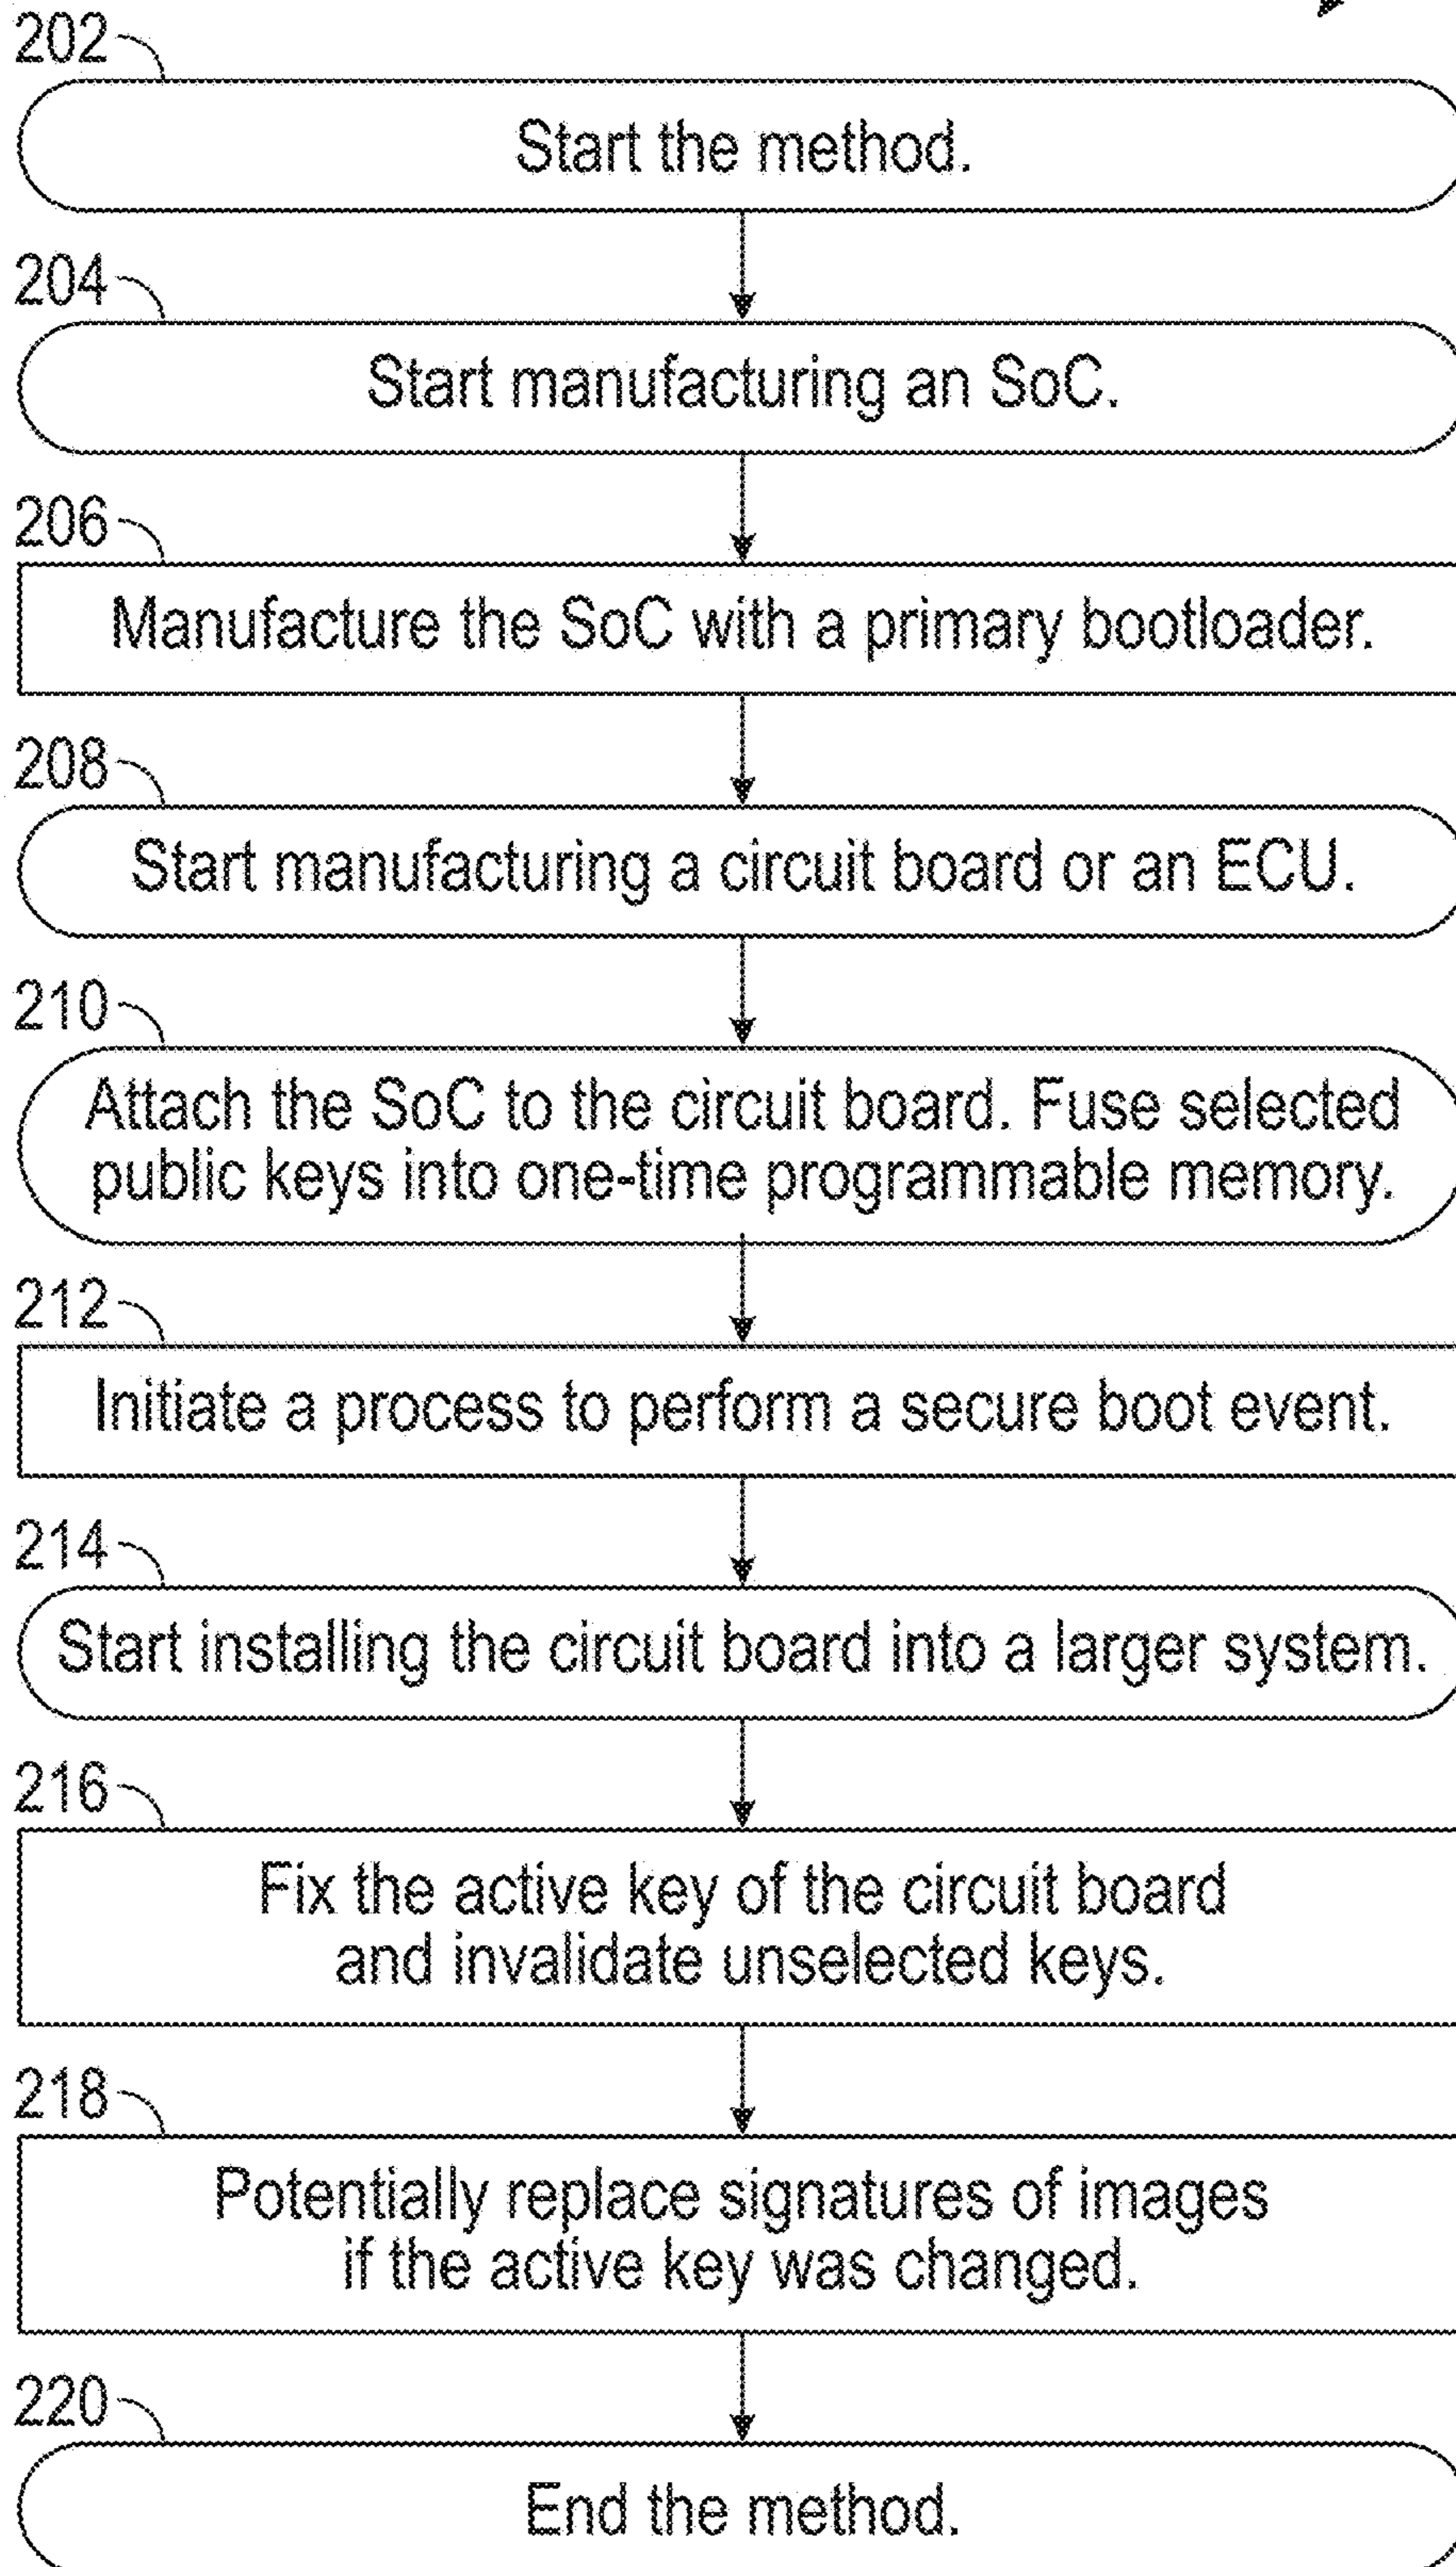 202
Start the method.
204
Start manufacturing an SoC.
206
Manufacture the SoC with a primary bootloader.
208
Start manufacturing a circuit board or an ECU.
210
Attach the SoC to the circuit board. Fuse selected
public keys into one-time programmable memory.
212
Initiate a process to perform a secure boot event.
214
Start installing the circuit board into a larger system.
216
Fix the active key of the circuit board
and invalidate unselected keys.
218
Potentially replace signatures of images
if the active key was changed.
220
End the method.